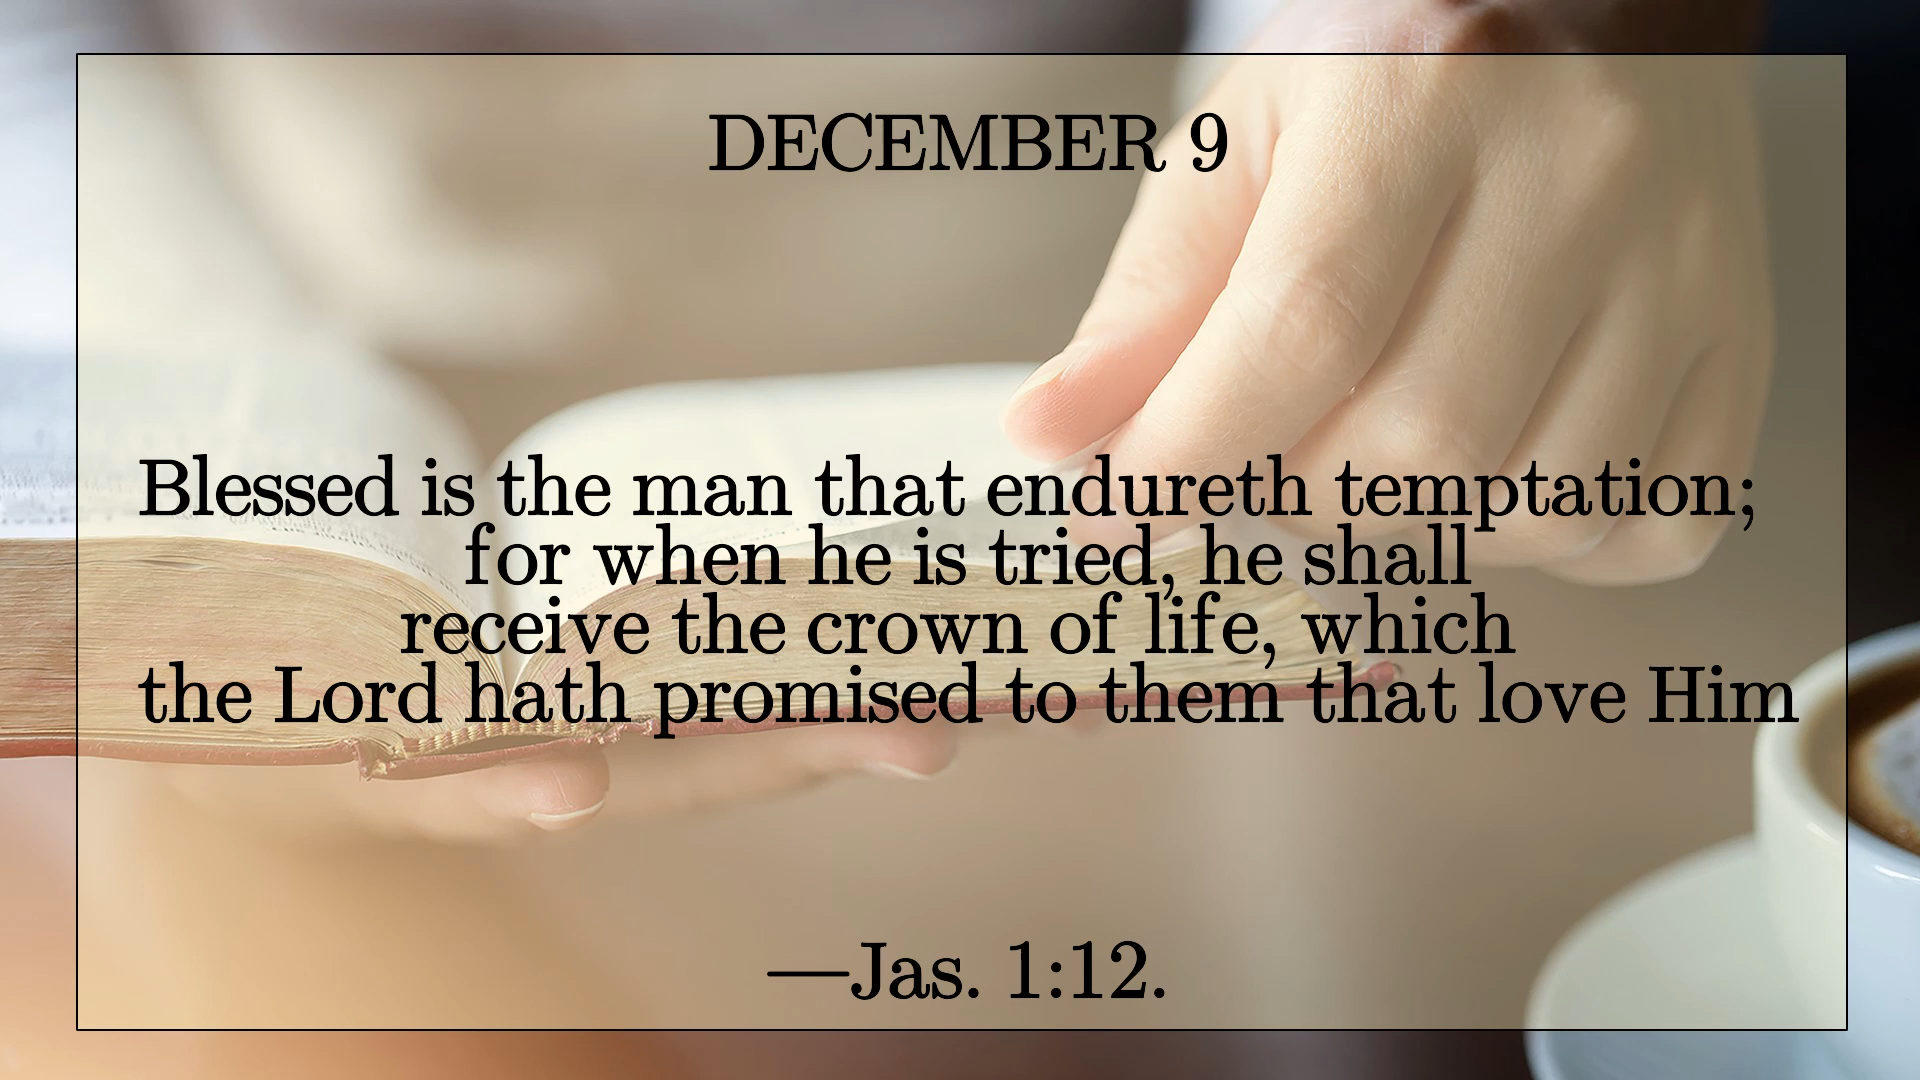 DECEMBER 9
Blessed is the man that endureth temptation;
for when he is tried, he shall
receive the crown of life, which
the Lord hath promised to them that love Him
—Jas. 1:12.